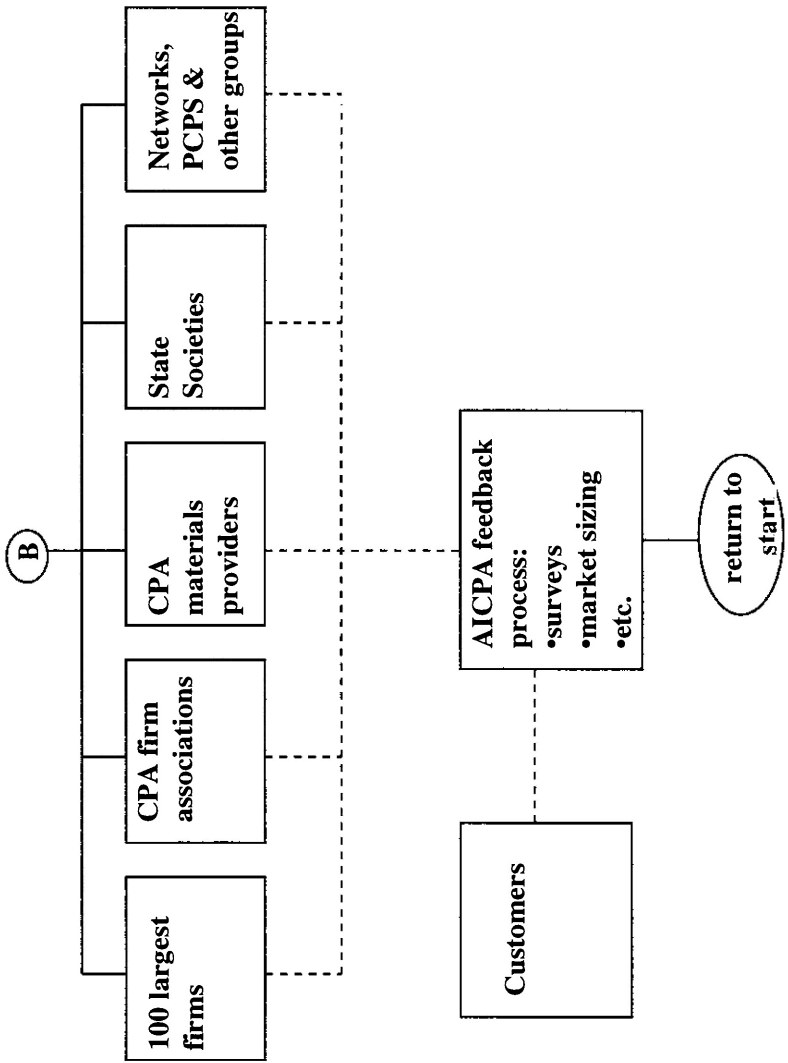 B
100 largest
firms
CPA firm
associations
CPA
materials
providers
State
Societies
Networks,
PCPS &
other groups
Customers
AICPA feedback
process:
•surveys
•market sizing
•etc.
return to
start